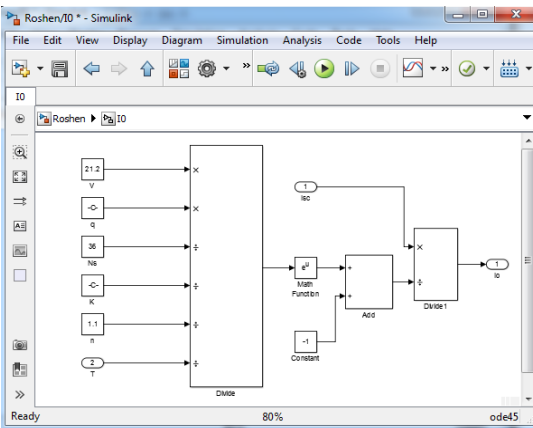 Roshen/I0 * - Simulink
File Edit View Display Diagram Simulation Analysis Code Tools Help
I0
Roshen ▶ I0
21.2
V
-C-
q
36
Ns
-C-
K
1.1
n
2
T
×
×
÷
÷
÷
÷
Divide
1
Isc
e^u
Math
Function
-1
Constant
+
+
Add
×
÷
Divide1
1
Io
Ready 80% ode45